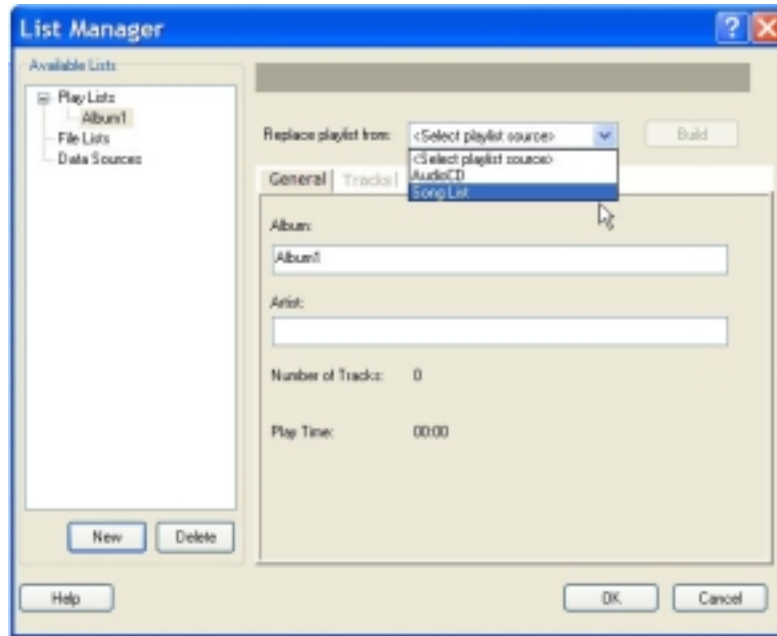 List Manager
Available Lists
Play Lists
Album1
File Lists
Data Sources
New
Delete
Replace playlist from:
<Select playlist source>
Build
<Select playlist source>
AudioCD
Song List
General
Tracks
Album:
Album1
Artist:
Number of Tracks: 0
Play Time: 00:00
Help
OK
Cancel